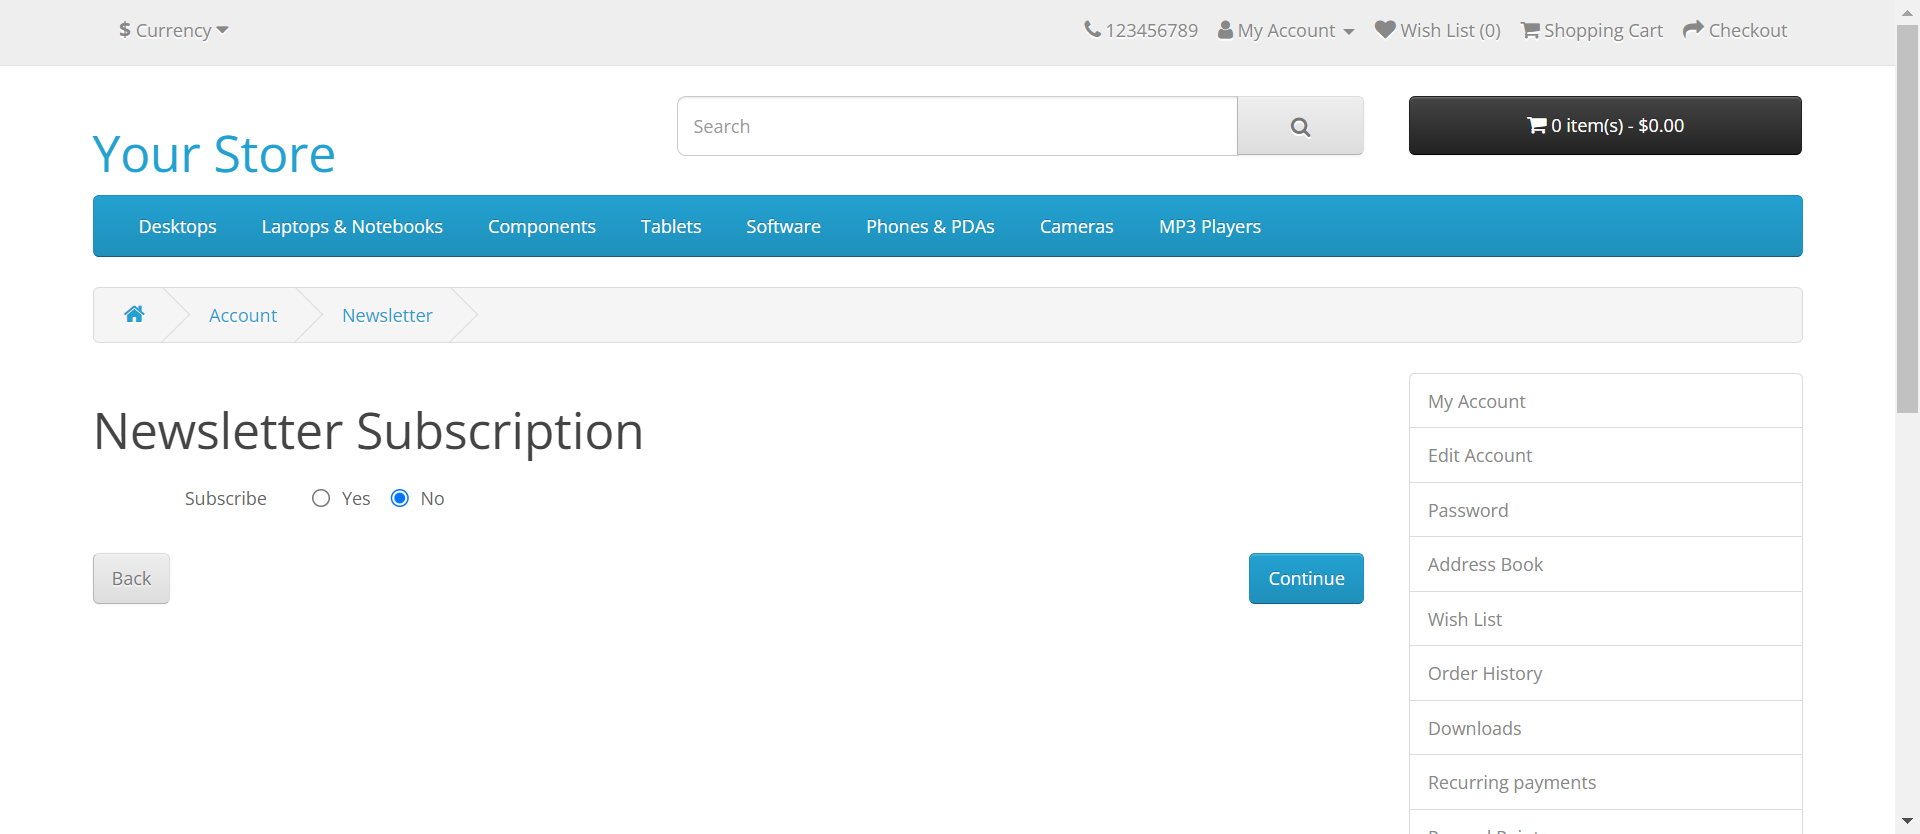 $ Currency
123456789 My Account Wish List (0) Shopping Cart Checkout
Your Store
Search
0 item(s) - $0.00
Desktops Laptops & Notebooks Components Tablets Software Phones & PDAs Cameras MP3 Players
Account Newsletter
Newsletter Subscription
Subscribe Yes No
Back Continue
My Account
Edit Account
Password
Address Book
Wish List
Order History
Downloads
Recurring payments